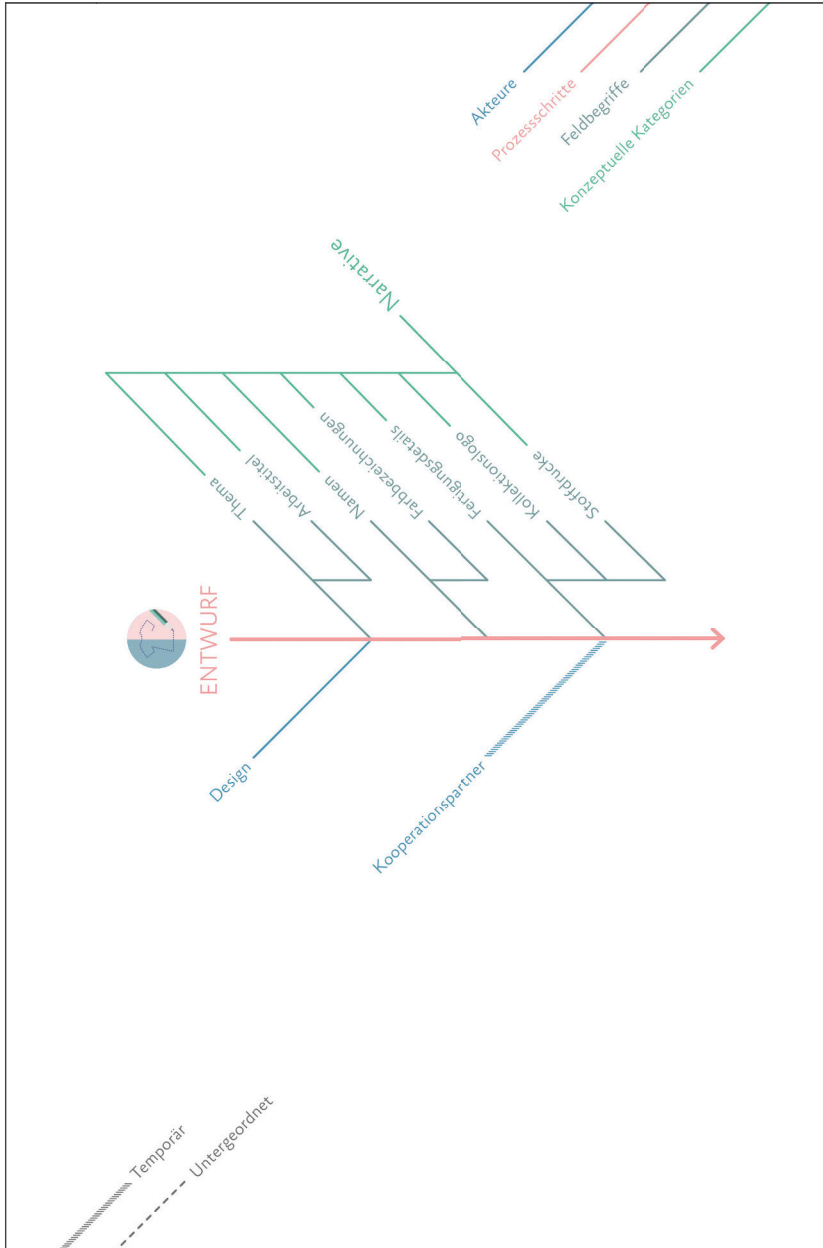 Akteure
Prozessschritte
Feldbegriffe
Konzeptuelle Kategorien
Narrative
Thema
Arbeitstitel
Namen
Farbbezeichnungen
Fertigungsdetails
Kollektionslogo
Stoffdrucke
ENTWURF
Design
Kooperationspartner
Temporär
Untergeordnet